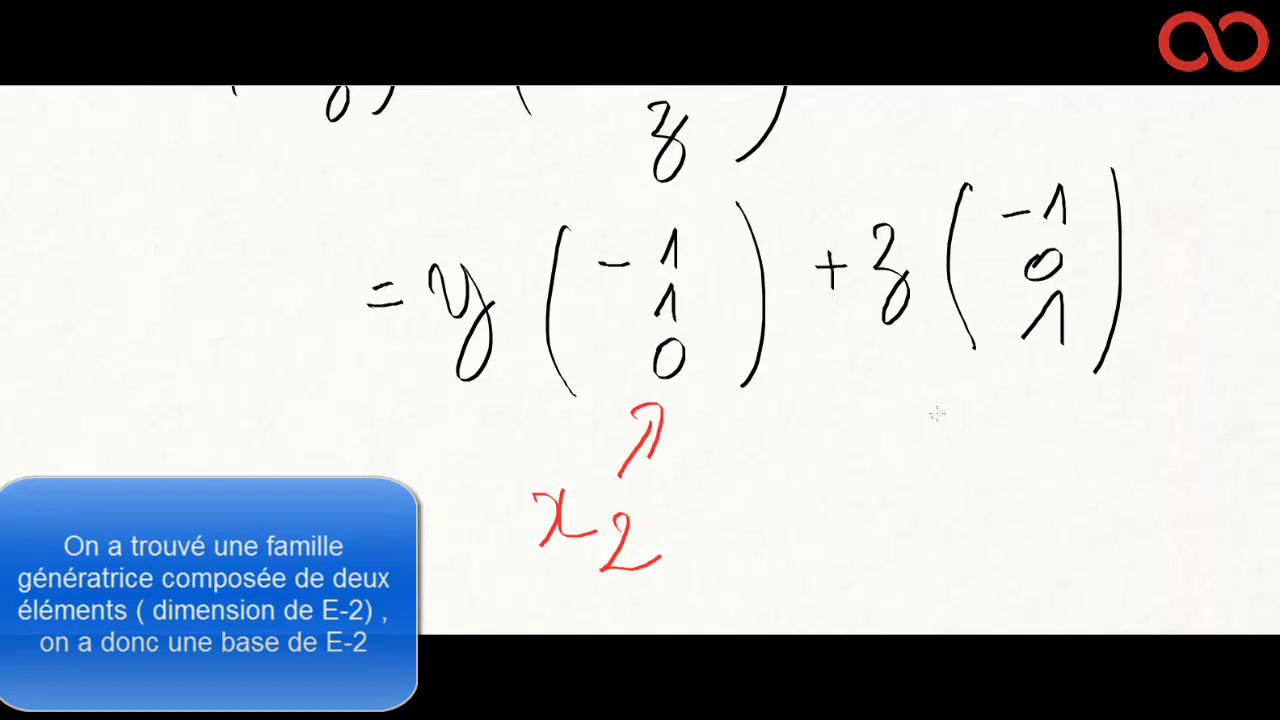 z
= y ( -1 ) + z ( -1 )
1 0
0 1
x2
On a trouvé une famille
génératrice composée de deux
éléments ( dimension de E-2) ,
on a donc une base de E-2